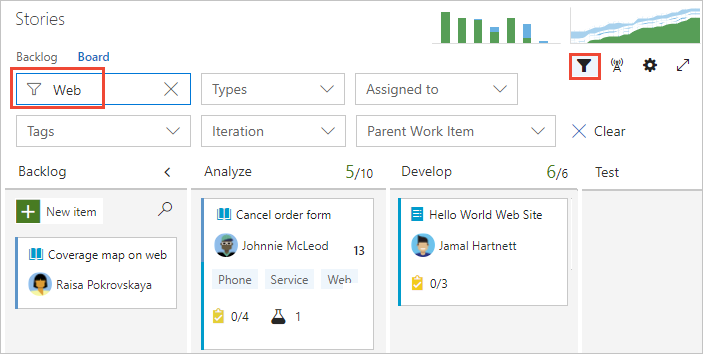 Stories
Backlog Board
Web Types Assigned to
Tags Iteration Parent Work Item Clear
Backlog Analyze 5/10 Develop 6/6 Test
New item
Cancel order form
Johnnie McLeod 13
Phone Service Web
0/4 1
Hello World Web Site
Jamal Hartnett
0/3
Coverage map on web
Raisa Pokrovskaya